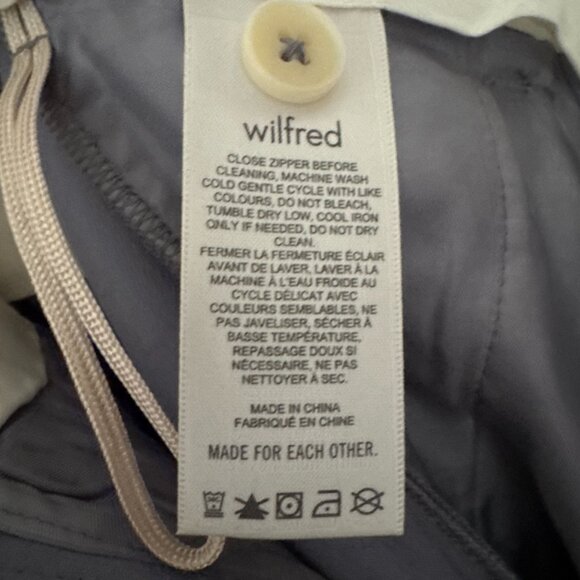 wilfred
CLOSE ZIPPER BEFORE
CLEANING, MACHINE WASH
COLD GENTLE CYCLE WITH LIKE
COLOURS, DO NOT BLEACH,
TUMBLE DRY LOW, COOL IRON
ONLY IF NEEDED, DO NOT DRY
CLEAN.
FERMER LA FERMETURE ÉCLAIR
AVANT DE LAVER, LAVER À LA
MACHINE À L'EAU FROIDE AU
CYCLE DÉLICAT AVEC
COULEURS SEMBLABLES, NE
PAS JAVELISER, SÉCHER À
BASSE TEMPÉRATURE,
REPASSAGE DOUX SI
NÉCESSAIRE, NE PAS
NETTOYER À SEC.
MADE IN CHINA
FABRIQUÉ EN CHINE
MADE FOR EACH OTHER.